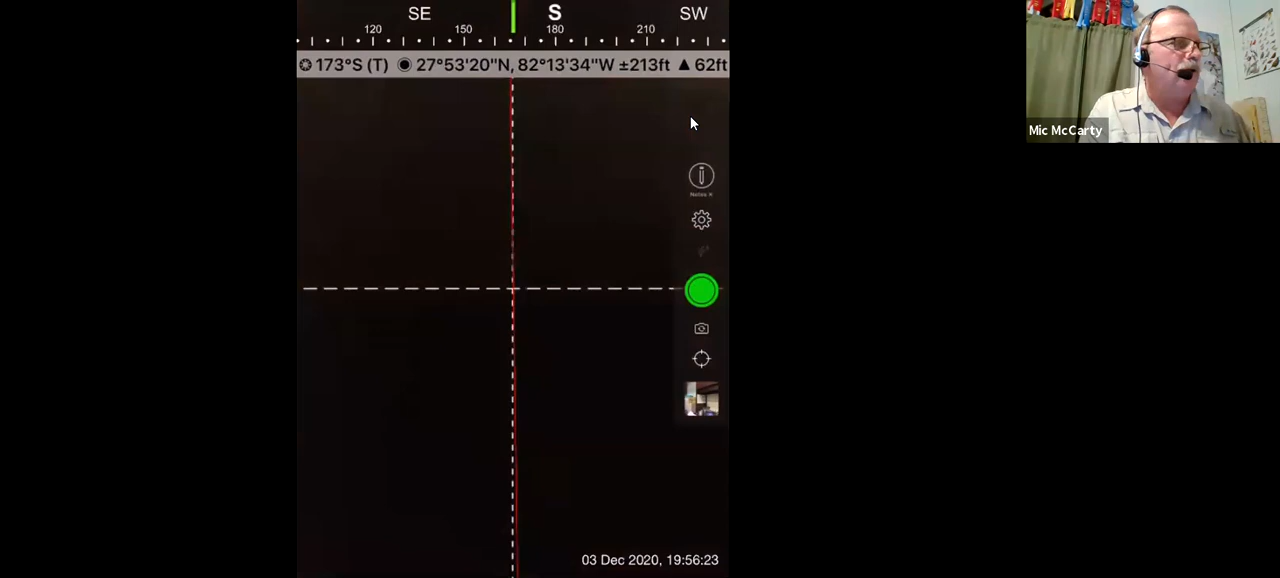 SE S SW
120 150 180 210
173°S (T) 27°53'20"N, 82°13'34"W ±213ft ▲ 62ft
Mic McCarty
Notes
03 Dec 2020, 19:56:23